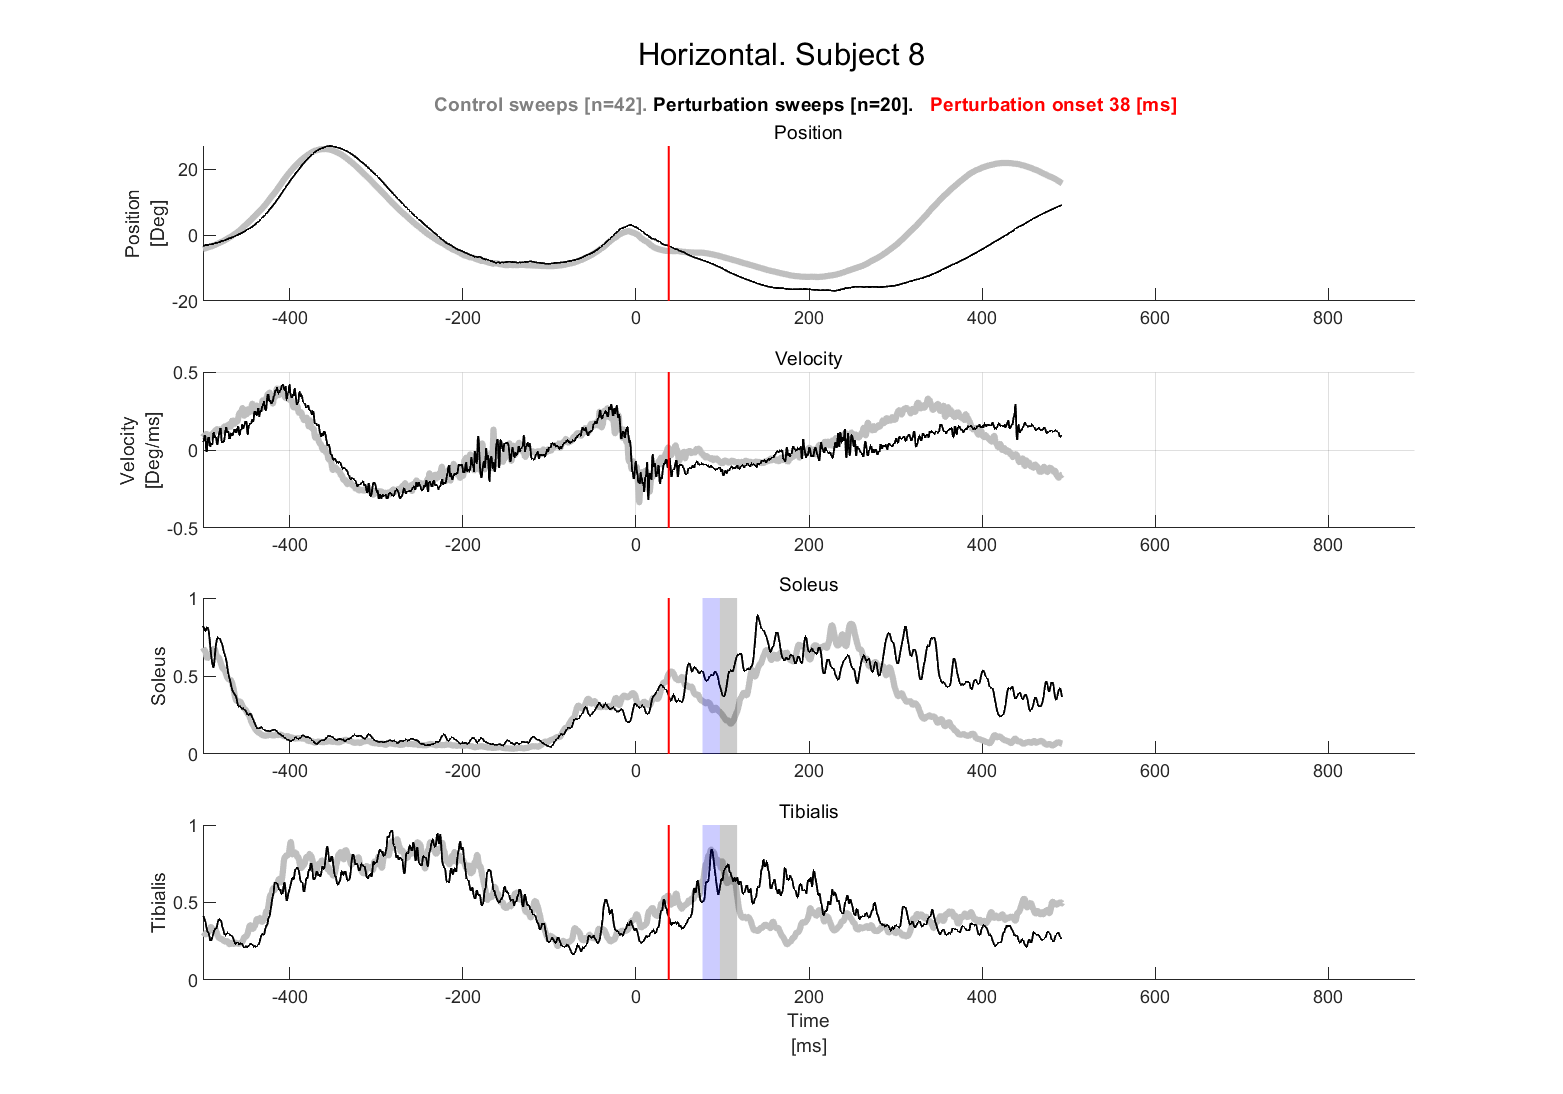 Horizontal. Subject 8
Control sweeps [n=42]. Perturbation sweeps [n=20]. Perturbation onset 38 [ms]
Position
Position
[Deg]
20
0
-20
-400 -200 0 200 400 600 800
Velocity
Velocity
[Deg/ms]
0.5
0
-0.5
-400 -200 0 200 400 600 800
Soleus
Soleus
1
0.5
0
-400 -200 0 200 400 600 800
Tibialis
Tibialis
1
0.5
0
-400 -200 0 200 400 600 800
Time
[ms]